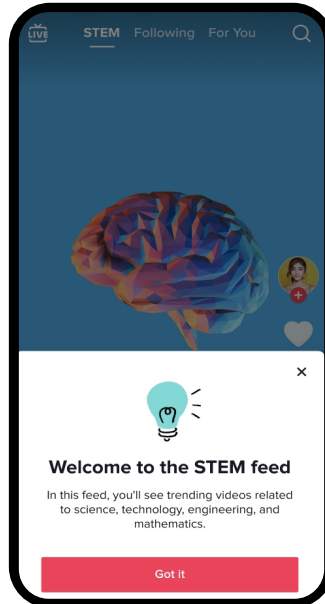 LIVE STEM Following For You
Welcome to the STEM feed
In this feed, you'll see trending videos related
to science, technology, engineering, and
mathematics.
Got it